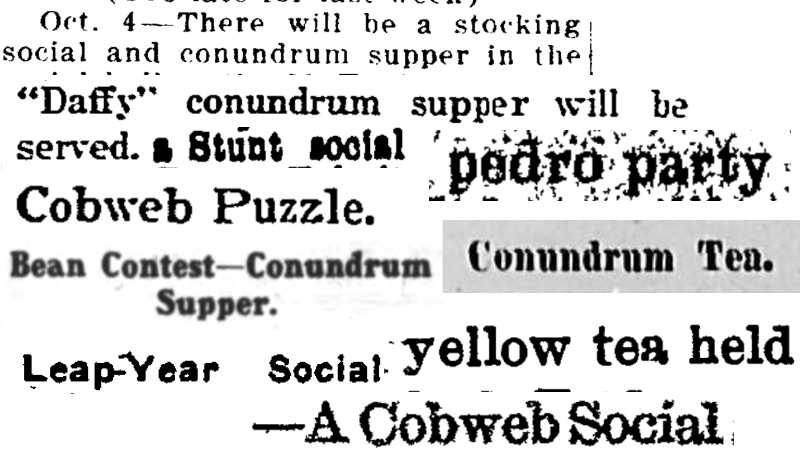 Oct. 4—There will be a stocking
social and conundrum supper in the
"Daffy" conundrum supper will be
served.
a Stunt social
pedro party
Cobweb Puzzle.
Bean Contest—Conundrum
Supper.
Conundrum Tea.
Leap-Year Social
yellow tea held
—A Cobweb Social